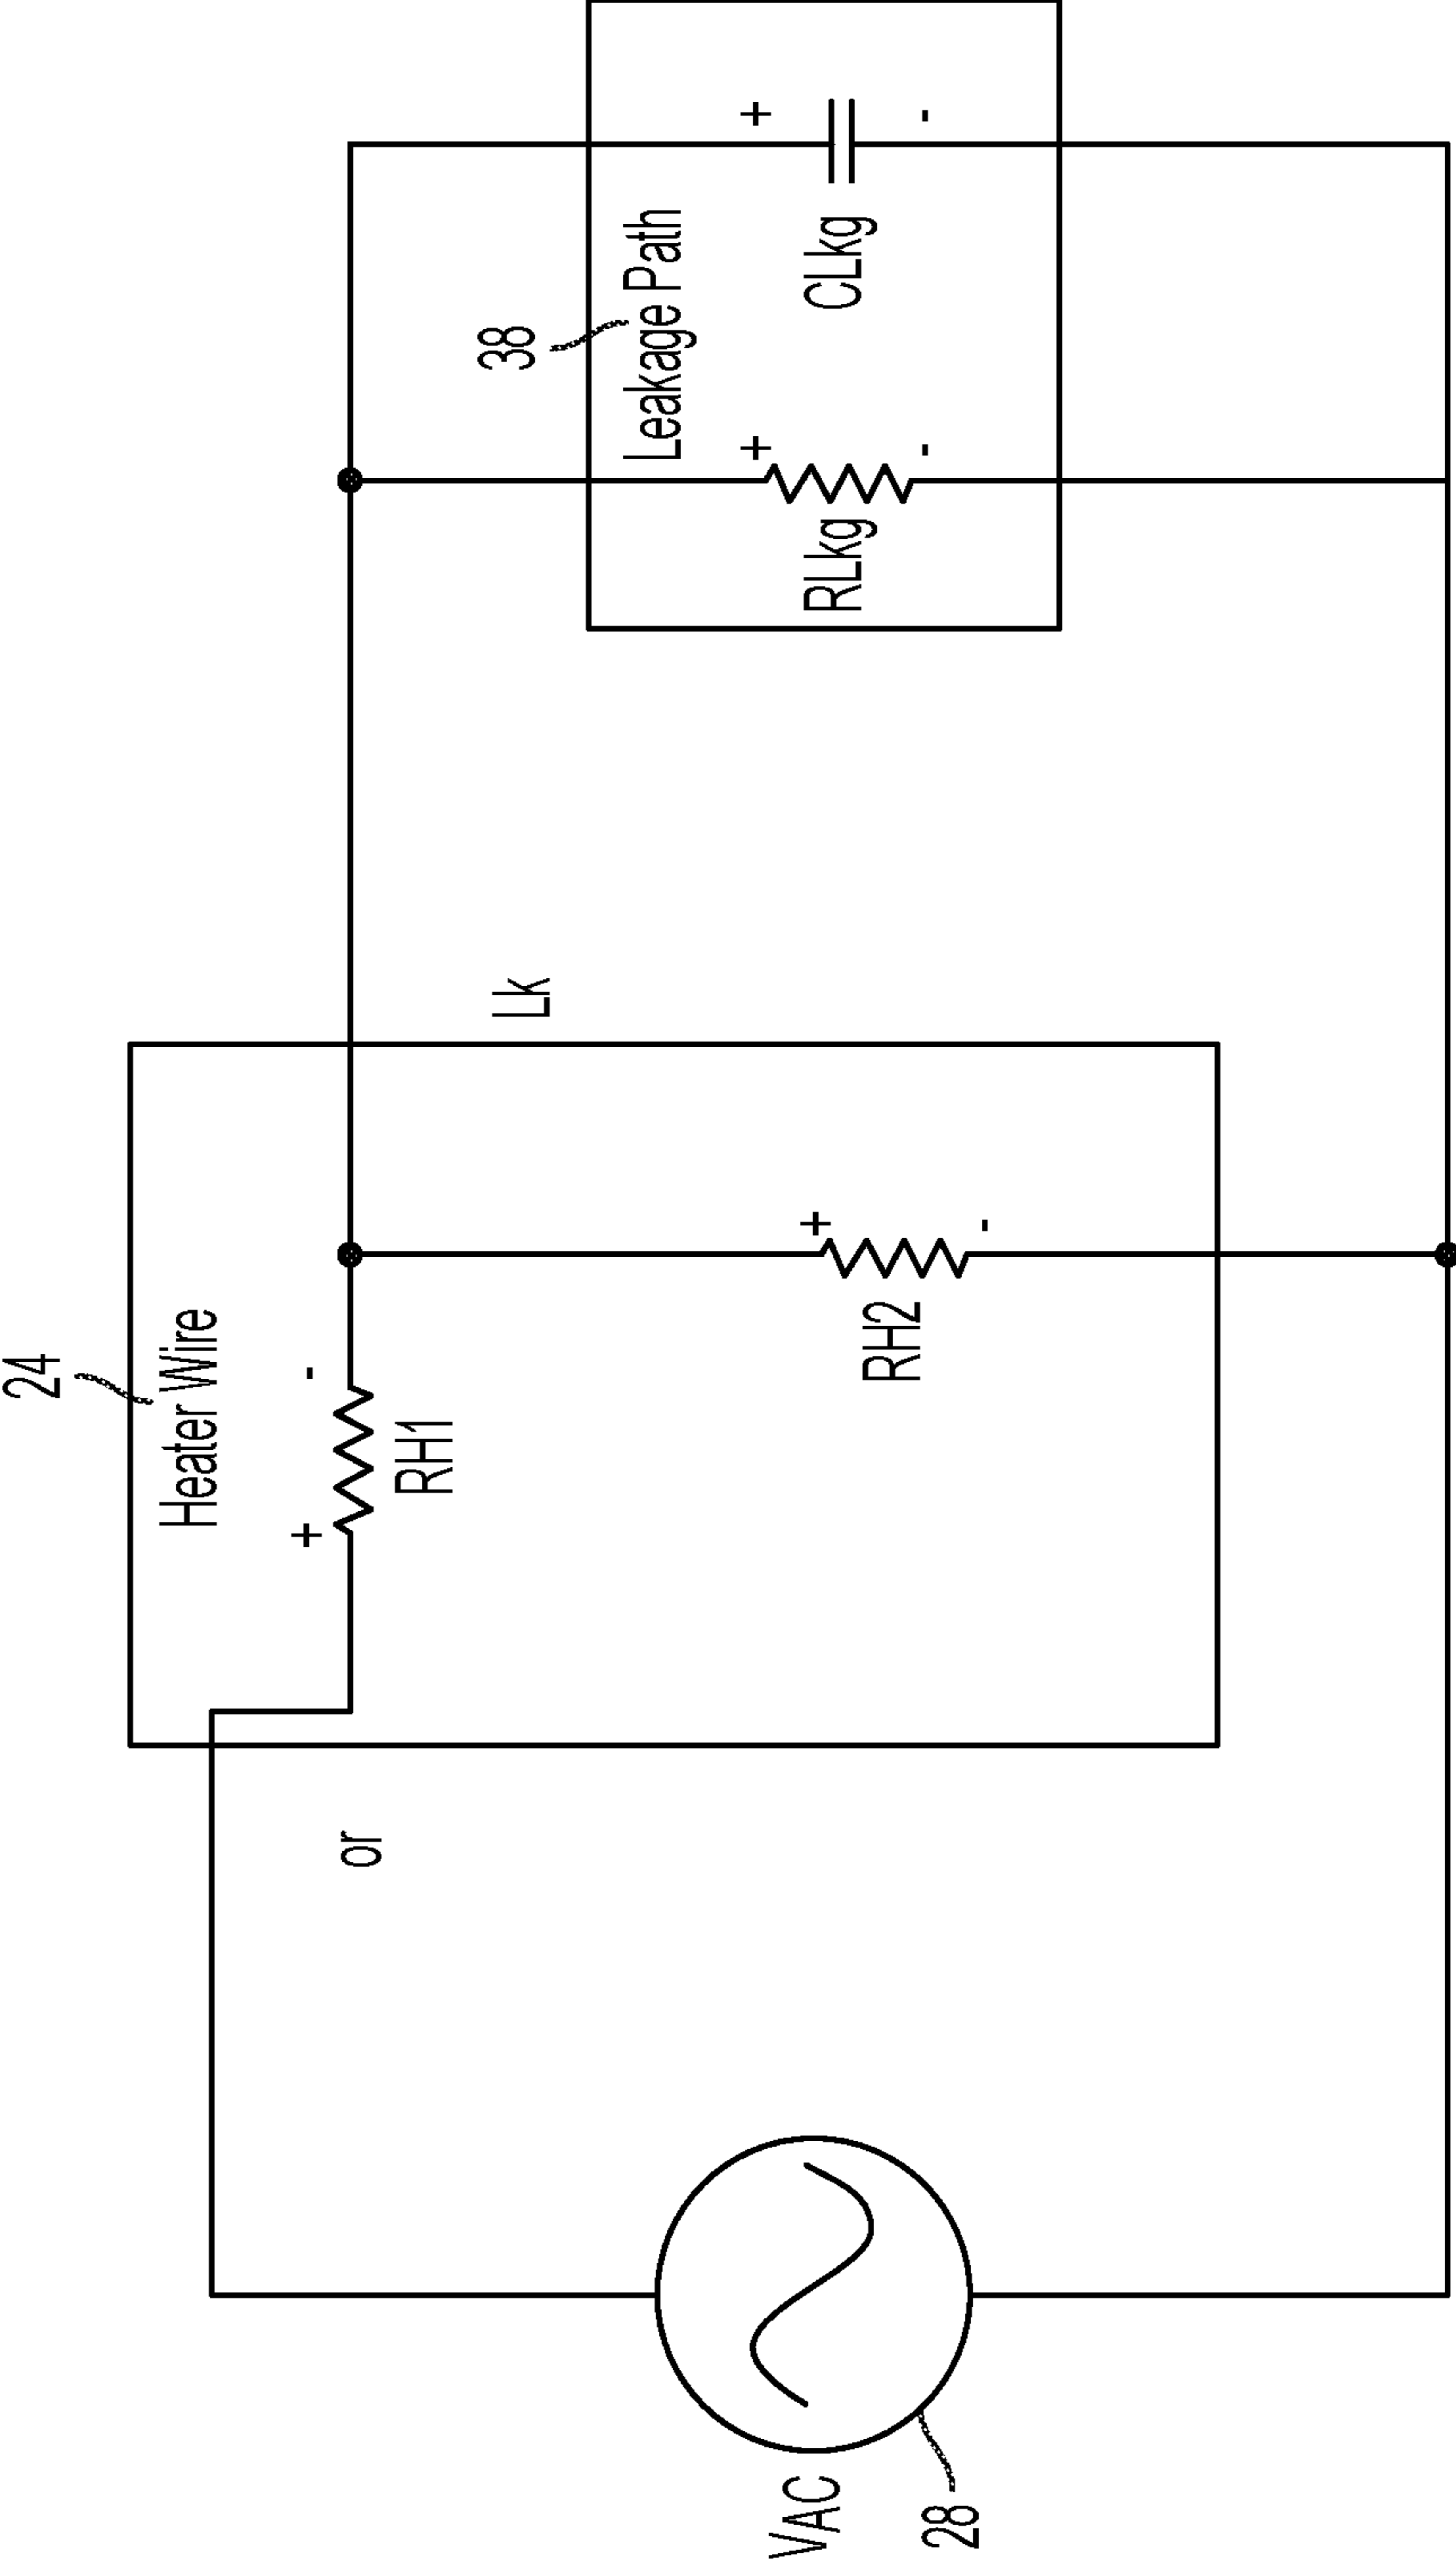 24
Heater Wire
+
-
RH1
+
-
RH2
or
Lk
38
Leakage Path
+
-
RLkg
+
-
CLkg
VAC
28